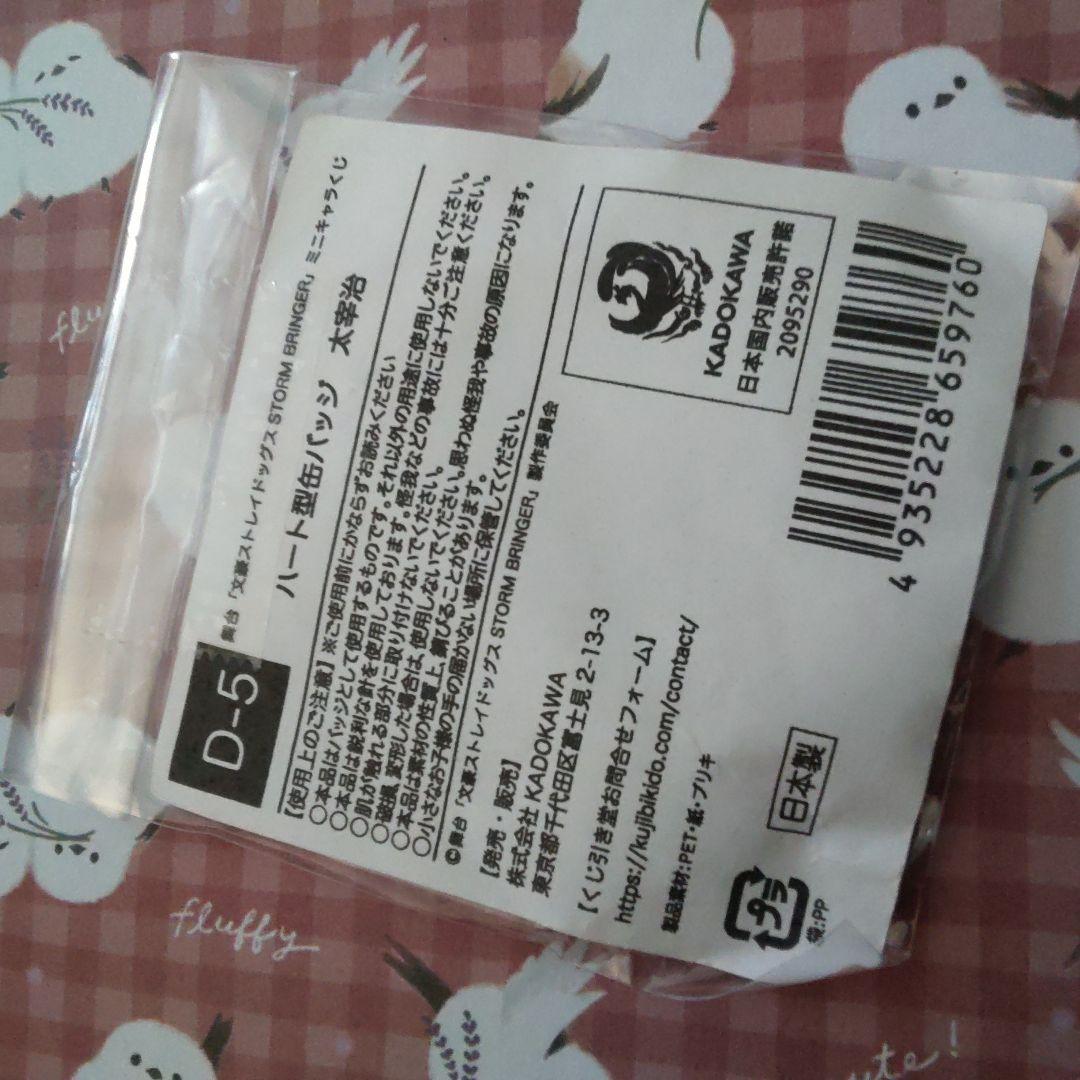 D-5
舞台「文豪ストレイドッグス STORM BRINGER」ミニキャラくじ
ハート型缶バッジ 太宰治
【使用上のご注意】※ご使用前にかならずお読みください
○本品はバッジとして使用するものです。それ以外の用途に使用しないでください。
○本品は鋭利な針を使用しております。怪我などの事故には十分ご注意ください。
○肌が触れる部分に取り付けないでください。
○破損、変形した場合は、使用しないでください。思わぬ怪我や事故の原因になります。
○本品は素材の性質上、錆びることがあります。
○小さなお子様の手の届かない場所に保管してください。
©舞台「文豪ストレイドッグス STORM BRINGER」製作委員会
【発売・販売】
株式会社 KADOKAWA
東京都千代田区富士見 2-13-3
【くじ引き堂お問合せフォーム】
https://kujibikido.com/contact/
製品素材:PET・紙・ブリキ
KADOKAWA
日本国内販売許諾
2095290
日本製
プラ
袋:PP
4 935228 659760
flu
fluffy
ute!